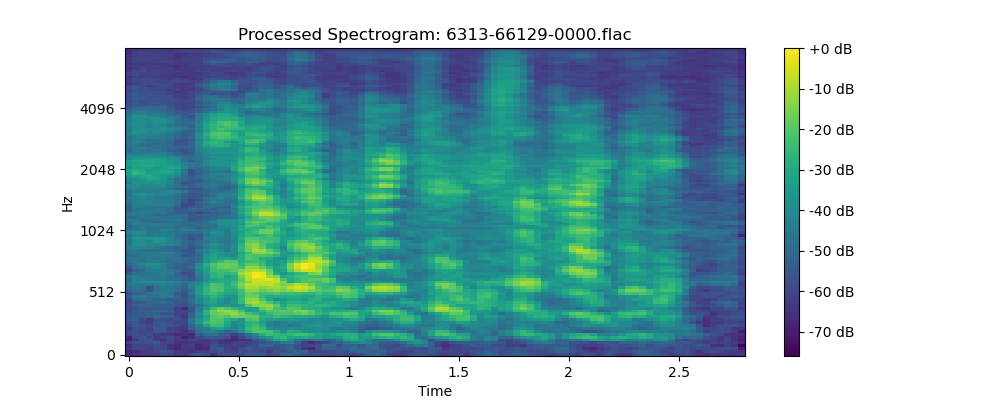 Processed Spectrogram: 6313-66129-0000.flac
+0 dB
-10 dB
-20 dB
-30 dB
-40 dB
-50 dB
-60 dB
-70 dB
4096
2048
1024
512
0
Hz
0
0.5
1
1.5
2
2.5
Time